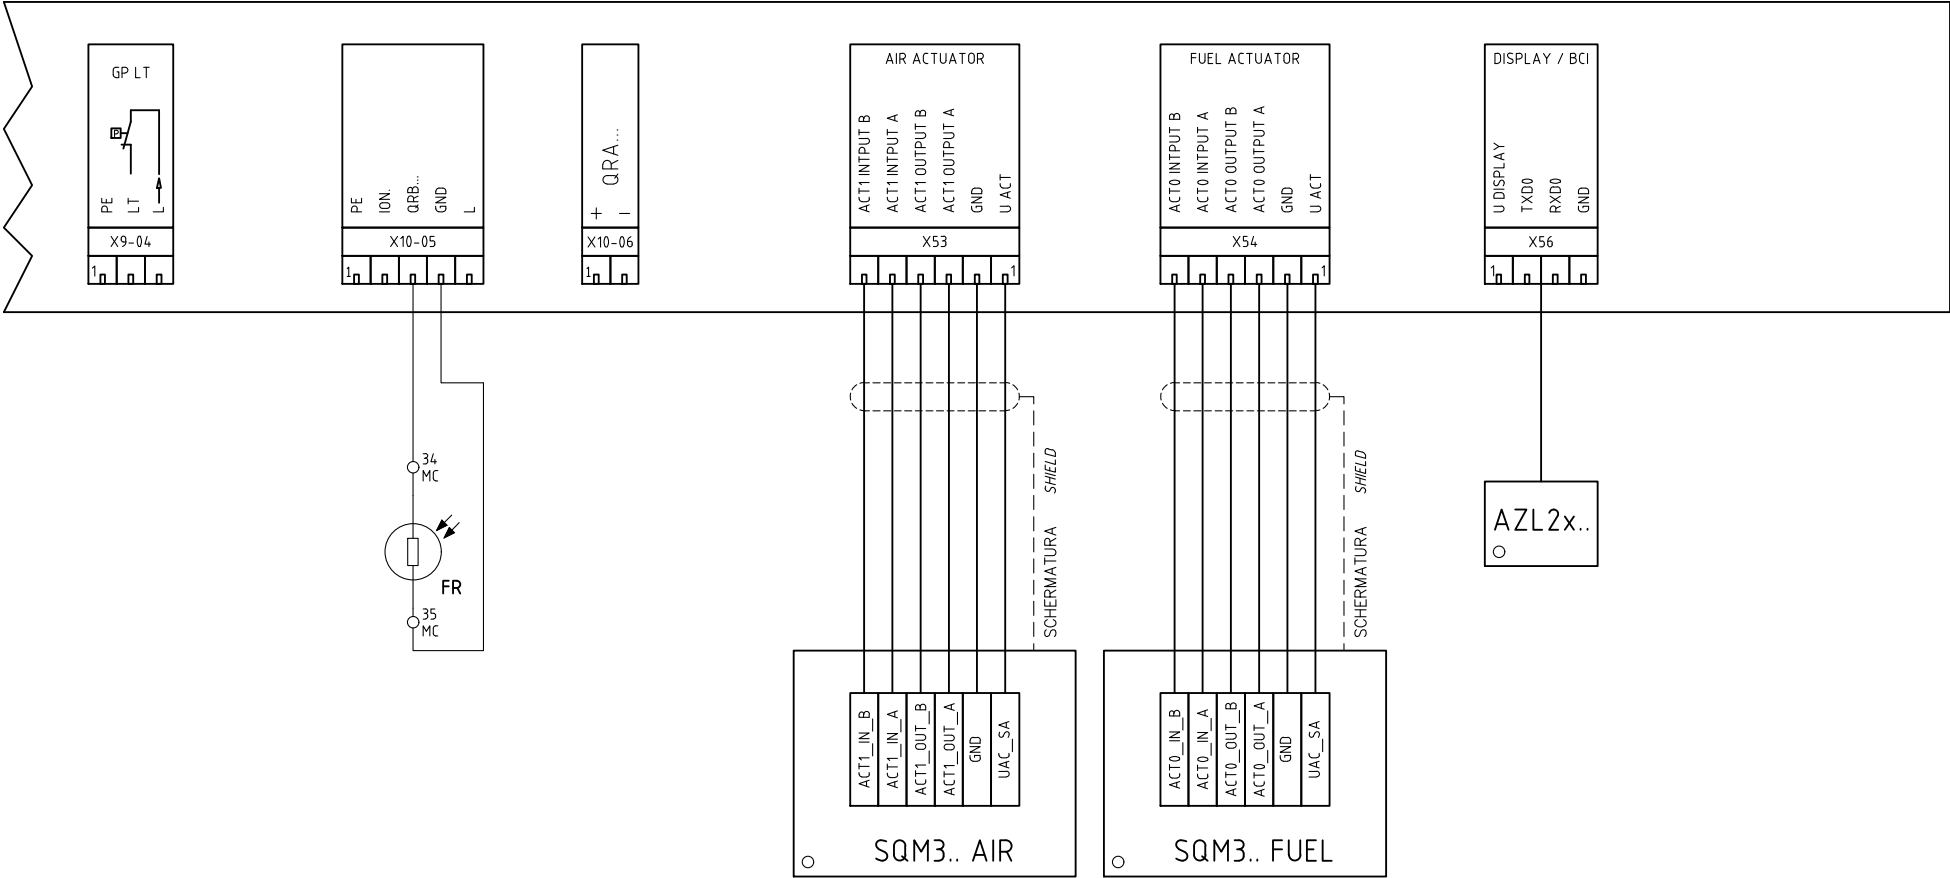 GP LT
P
PE
LT
L
X9-04
1
PE
ION.
QRB...
GND
L
X10-05
1
QRA...
+
−
X10-06
1
AIR ACTUATOR
ACT1 INTPUT B
ACT1 INTPUT A
ACT1 OUTPUT B
ACT1 OUTPUT A
GND
U ACT
X53
1
FUEL ACTUATOR
ACT0 INTPUT B
ACT0 INTPUT A
ACT0 OUTPUT B
ACT0 OUTPUT A
GND
U ACT
X54
1
DISPLAY / BCI
U DISPLAY
TXD0
RXD0
GND
X56
1
34
MC
FR
35
MC
SCHERMATURA SHIELD
SCHERMATURA SHIELD
AZL2x..
ACT1_IN_B
ACT1_IN_A
ACT1_OUT_B
ACT1_OUT_A
GND
UAC_SA
SQM3.. AIR
ACT0_IN_B
ACT0_IN_A
ACT0_OUT_B
ACT0_OUT_A
GND
UAC_SA
SQM3.. FUEL